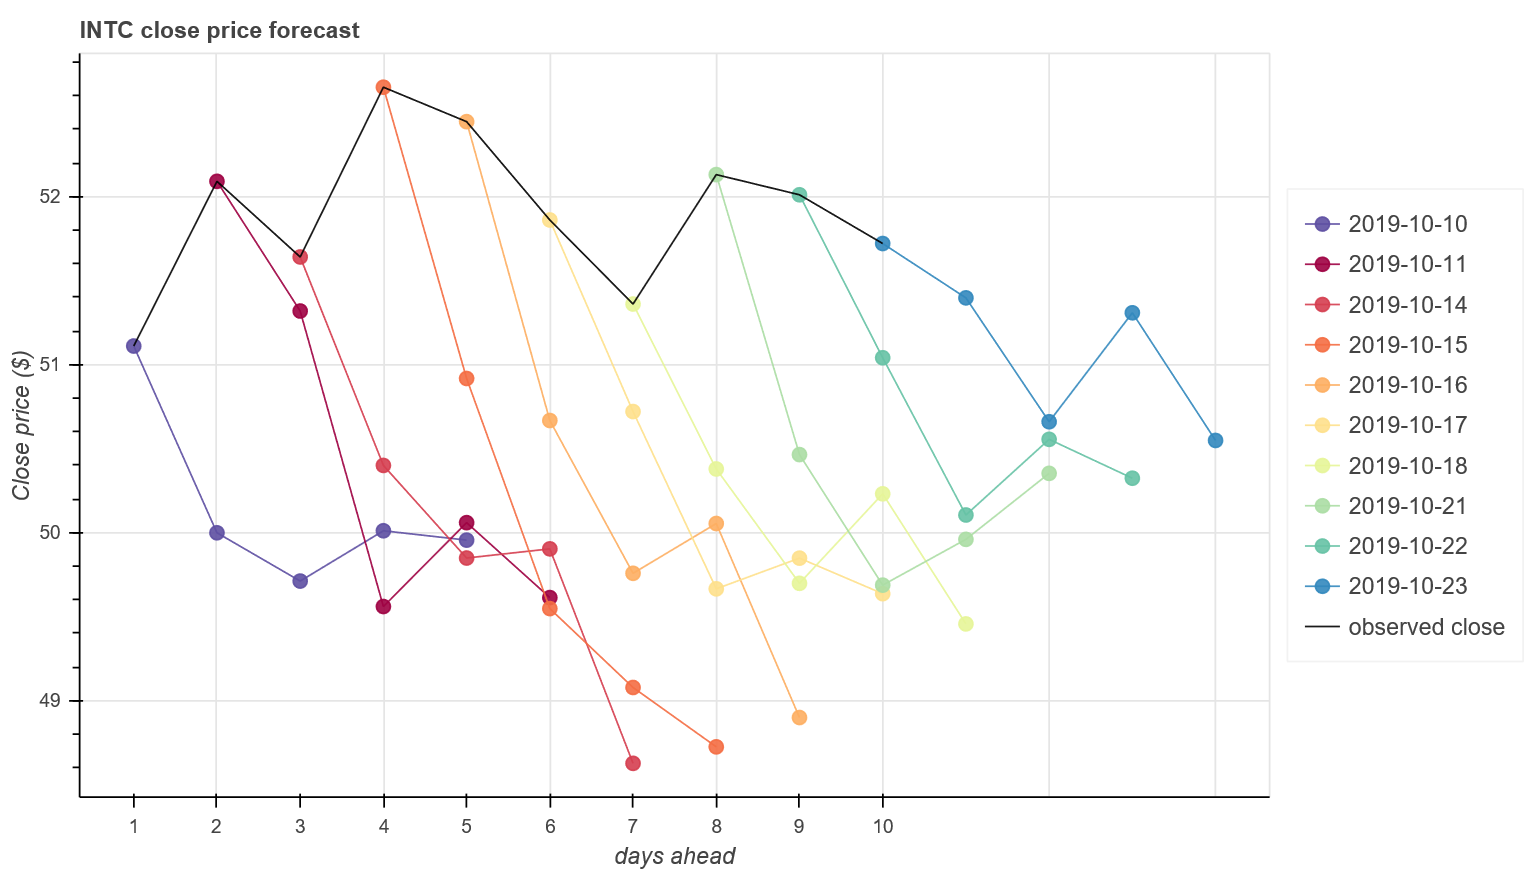 INTC close price forecast
Close price ($)
52
51
50
49
1 2 3 4 5 6 7 8 9 10
days ahead
2019-10-10
2019-10-11
2019-10-14
2019-10-15
2019-10-16
2019-10-17
2019-10-18
2019-10-21
2019-10-22
2019-10-23
observed close